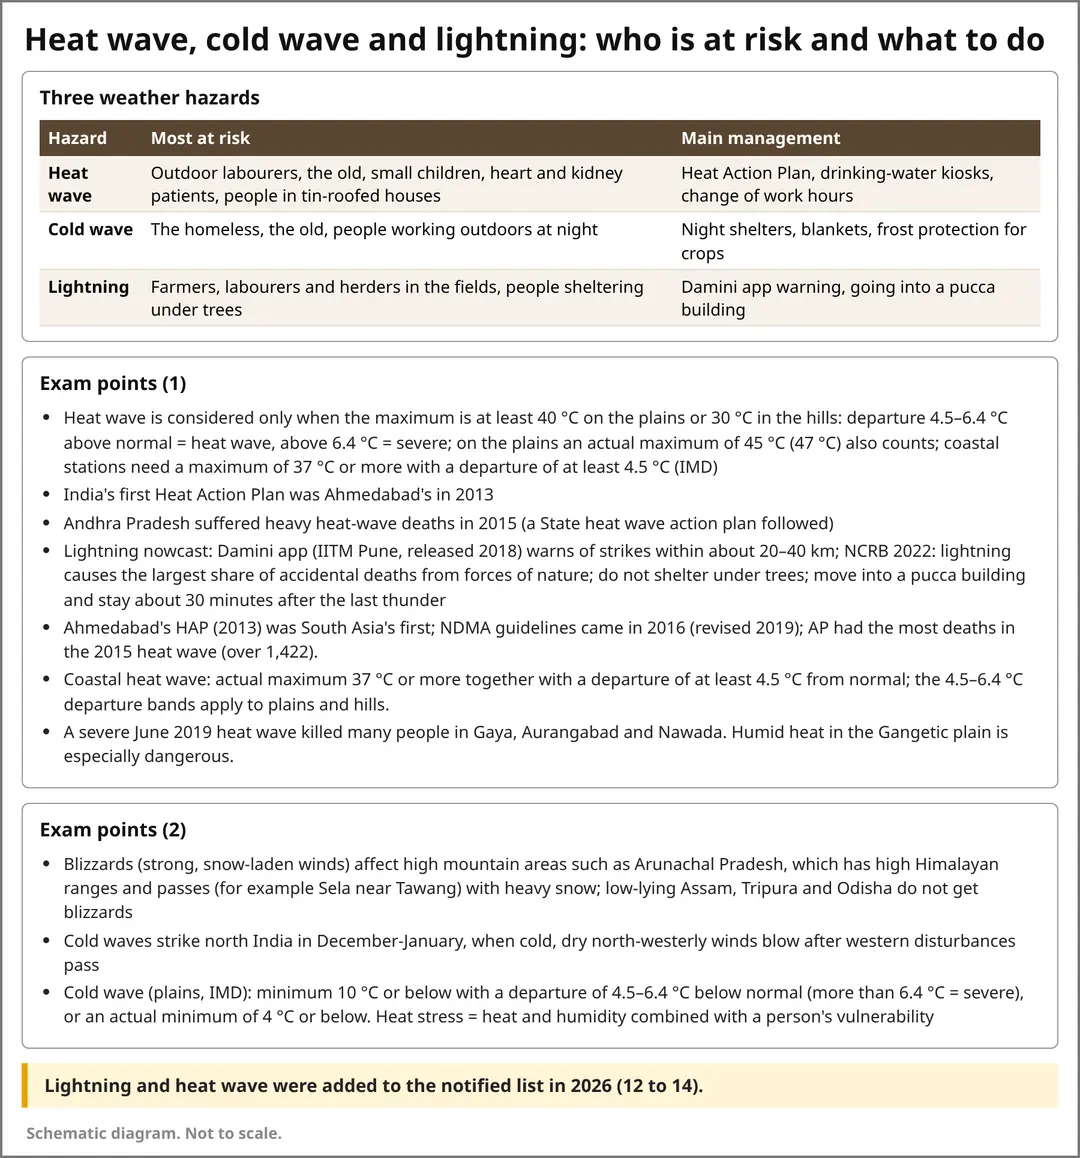 Heat wave, cold wave and lightning: who is at risk and what to do
Three weather hazards
Hazard Most at risk Main management
Heat wave Outdoor labourers, the old, small children, heart and kidney patients, people in tin-roofed houses Heat Action Plan, drinking-water kiosks, change of work hours
Cold wave The homeless, the old, people working outdoors at night Night shelters, blankets, frost protection for crops
Lightning Farmers, labourers and herders in the fields, people sheltering under trees Damini app warning, going into a pucca building
Exam points (1)
• Heat wave is considered only when the maximum is at least 40 °C on the plains or 30 °C in the hills: departure 4.5–6.4 °C
above normal = heat wave, above 6.4 °C = severe; on the plains an actual maximum of 45 °C (47 °C) also counts; coastal
stations need a maximum of 37 °C or more with a departure of at least 4.5 °C (IMD)
• India's first Heat Action Plan was Ahmedabad's in 2013
• Andhra Pradesh suffered heavy heat-wave deaths in 2015 (a State heat wave action plan followed)
• Lightning nowcast: Damini app (IITM Pune, released 2018) warns of strikes within about 20–40 km; NCRB 2022: lightning
causes the largest share of accidental deaths from forces of nature; do not shelter under trees; move into a pucca building
and stay about 30 minutes after the last thunder
• Ahmedabad's HAP (2013) was South Asia's first; NDMA guidelines came in 2016 (revised 2019); AP had the most deaths in
the 2015 heat wave (over 1,422).
• Coastal heat wave: actual maximum 37 °C or more together with a departure of at least 4.5 °C from normal; the 4.5–6.4 °C
departure bands apply to plains and hills.
• A severe June 2019 heat wave killed many people in Gaya, Aurangabad and Nawada. Humid heat in the Gangetic plain is
especially dangerous.
Exam points (2)
• Blizzards (strong, snow-laden winds) affect high mountain areas such as Arunachal Pradesh, which has high Himalayan
ranges and passes (for example Sela near Tawang) with heavy snow; low-lying Assam, Tripura and Odisha do not get
blizzards
• Cold waves strike north India in December-January, when cold, dry north-westerly winds blow after western disturbances
pass
• Cold wave (plains, IMD): minimum 10 °C or below with a departure of 4.5–6.4 °C below normal (more than 6.4 °C = severe),
or an actual minimum of 4 °C or below. Heat stress = heat and humidity combined with a person's vulnerability
Lightning and heat wave were added to the notified list in 2026 (12 to 14).
Schematic diagram. Not to scale.